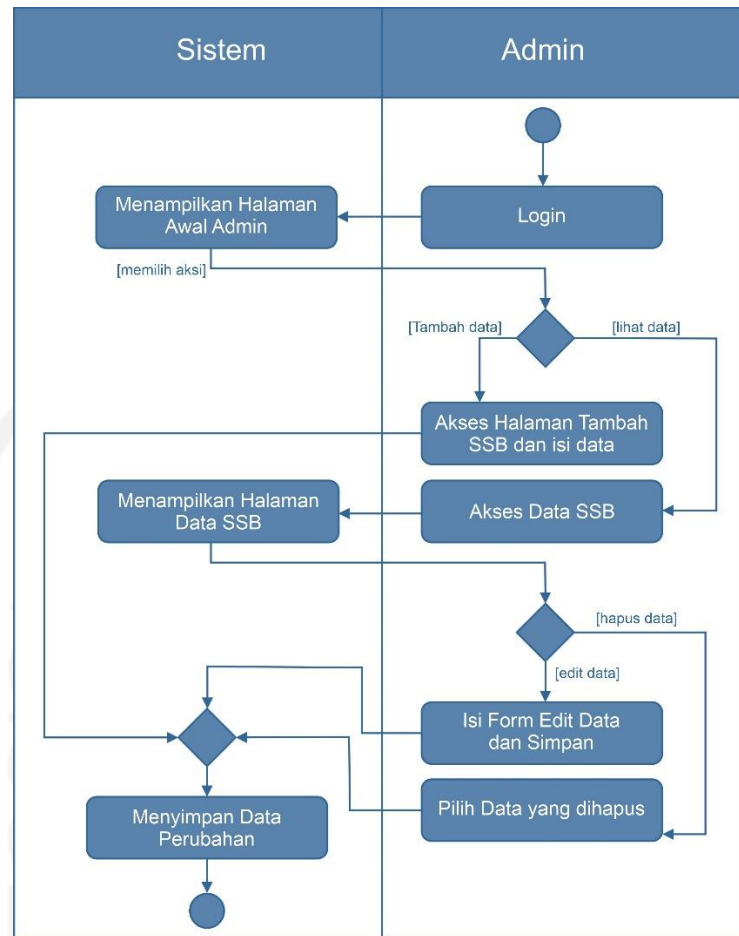 Sistem
Admin
Login
Menampilkan Halaman
Awal Admin
[memilih aksi]
[Tambah data]
[lihat data]
Akses Halaman Tambah
SSB dan isi data
Akses Data SSB
Menampilkan Halaman
Data SSB
[hapus data]
[edit data]
Isi Form Edit Data
dan Simpan
Pilih Data yang dihapus
Menyimpan Data
Perubahan